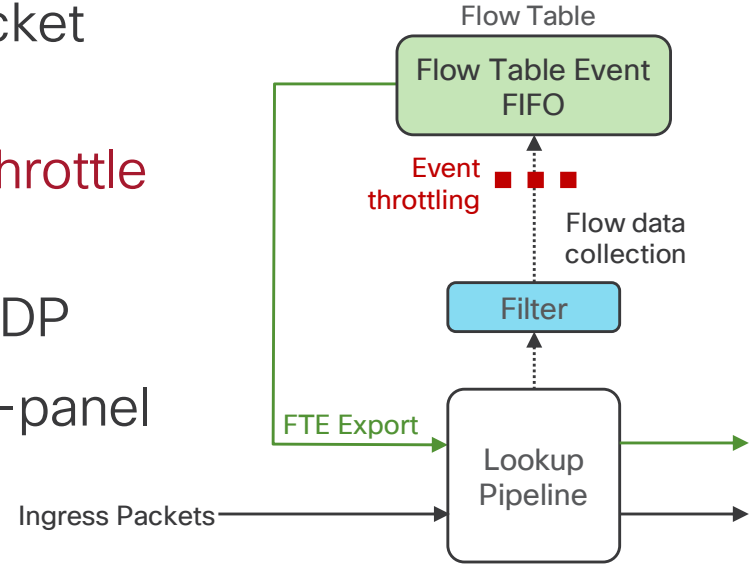 cket
hrottle
DP
-panel
Flow Table
Flow Table Event
FIFO
Event
throttling
Flow data
collection
Filter
FTE Export
Lookup
Pipeline
Ingress Packets